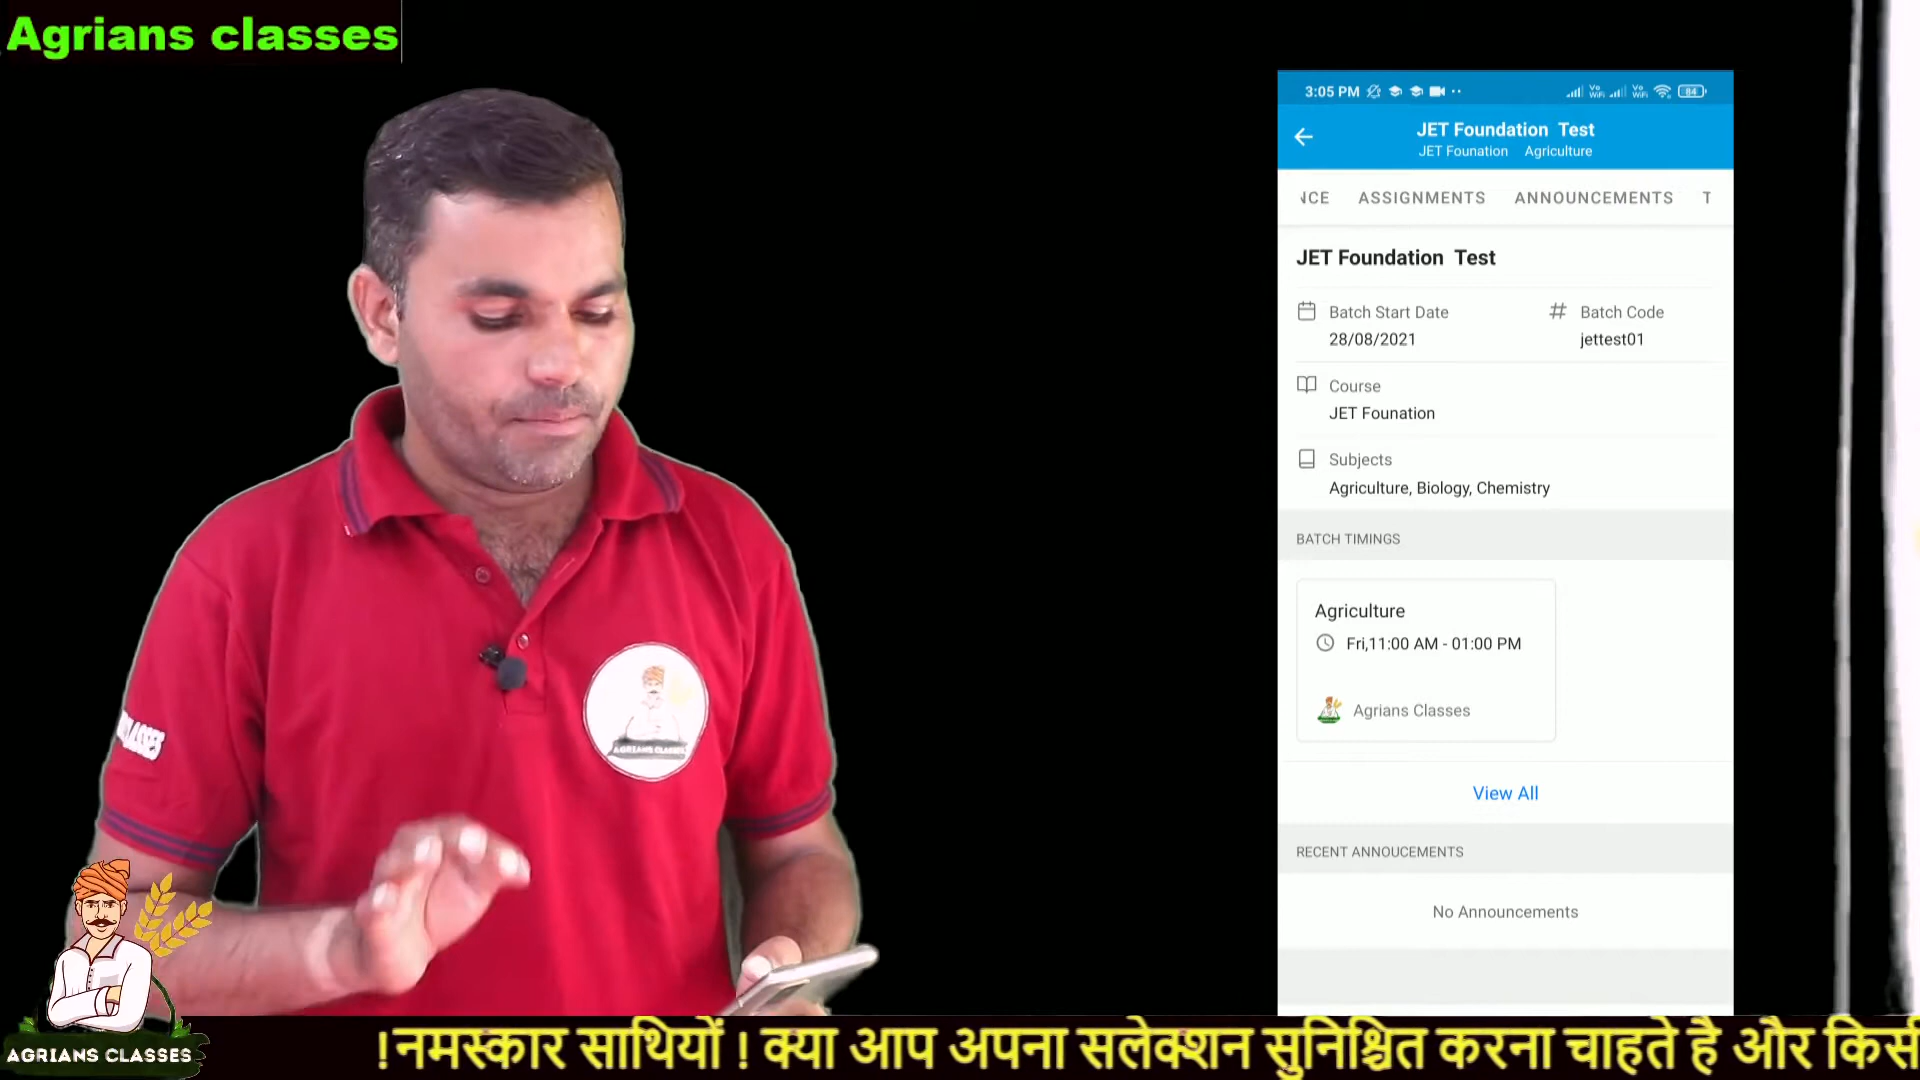 Agrians classes
3:05 PM
84
JET Foundation Test
JET Founation Agriculture
ASSIGNMENTS ANNOUNCEMENTS T
JET Foundation Test
Batch Start Date
28/08/2021
# Batch Code
jettest01
Course
JET Founation
Subjects
Agriculture, Biology, Chemistry
BATCH TIMINGS
Agriculture
Fri,11:00 AM - 01:00 PM
Agrians Classes
View All
RECENT ANNOUCEMENTS
No Announcements
AGRIANS CLASSES
AGRIANS CLASSES
!नमस्कार साथियों ! क्या आप अपना सलेक्शन सुनिश्चित करना चाहते है और किसी